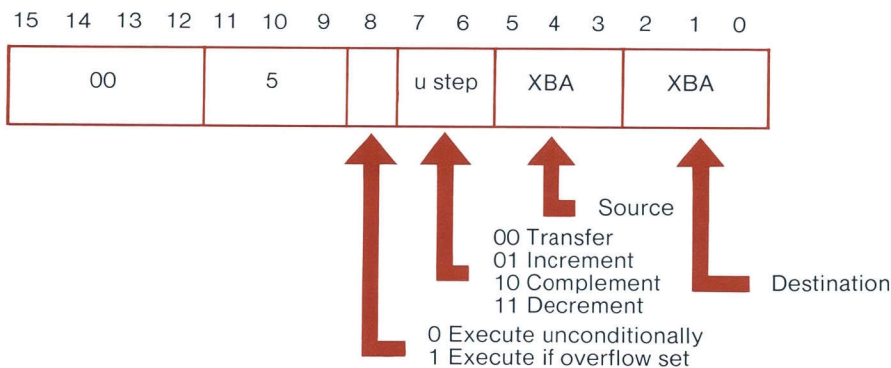 15 14 13 12 11 10 9 8 7 6 5 4 3 2 1 0
00 5 u step XBA XBA
Source
00 Transfer
01 Increment
10 Complement
11 Decrement
Destination
0 Execute unconditionally
1 Execute if overflow set